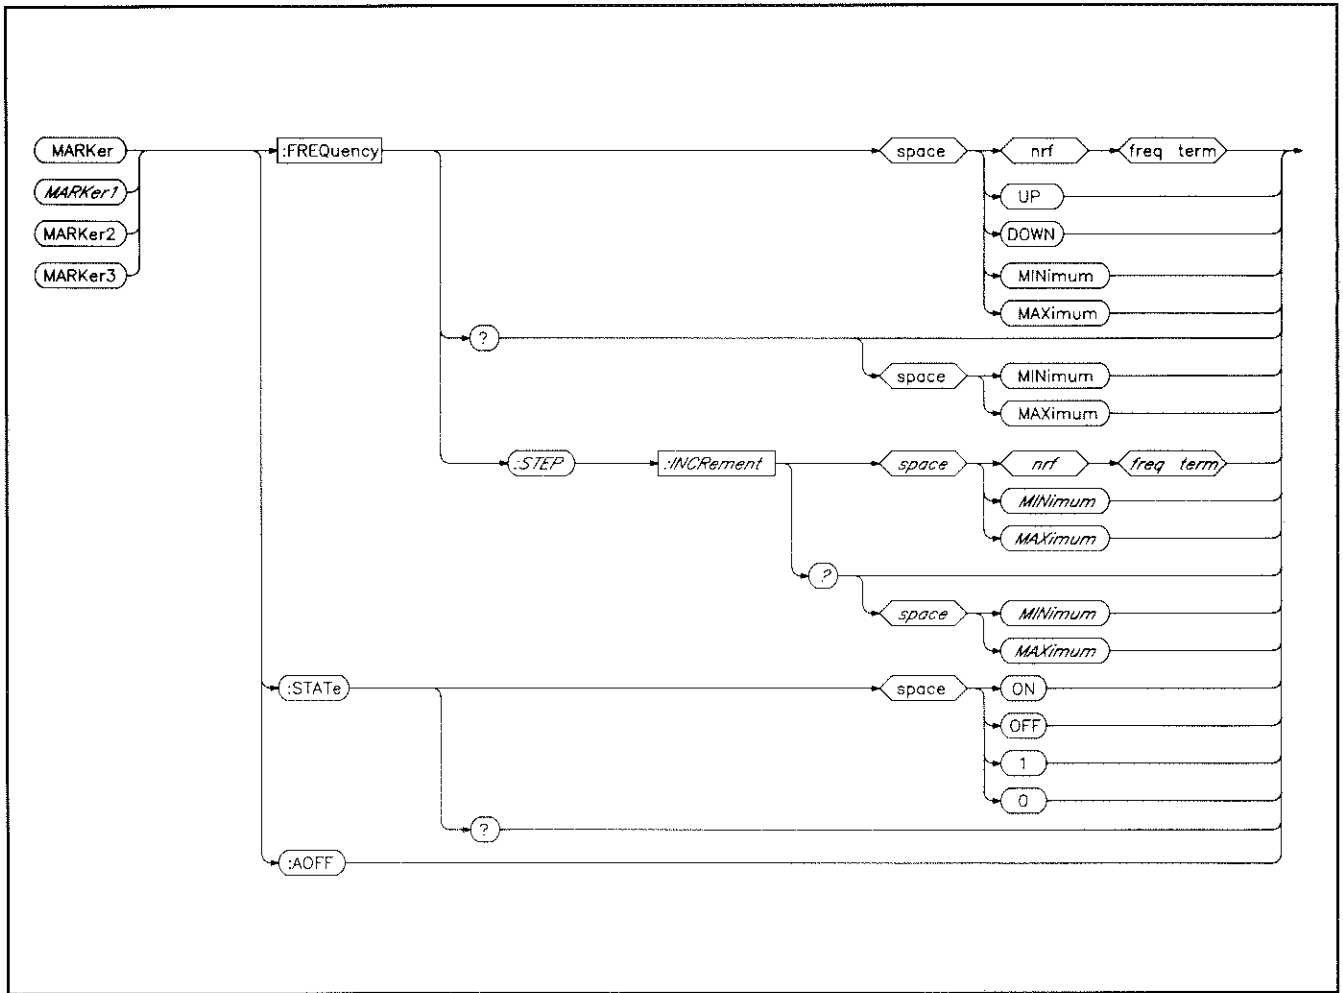 MARKer :FREQuency space nrf freq term
MARKer1 UP
MARKer2 DOWN
MARKer3 MINimum
MAXimum
?
space MINimum
MAXimum
:STEP :INCRement space nrf freq term
MINimum
MAXimum
?
space MINimum
MAXimum
:STATe space ON
OFF
1
0
?
:AOFF